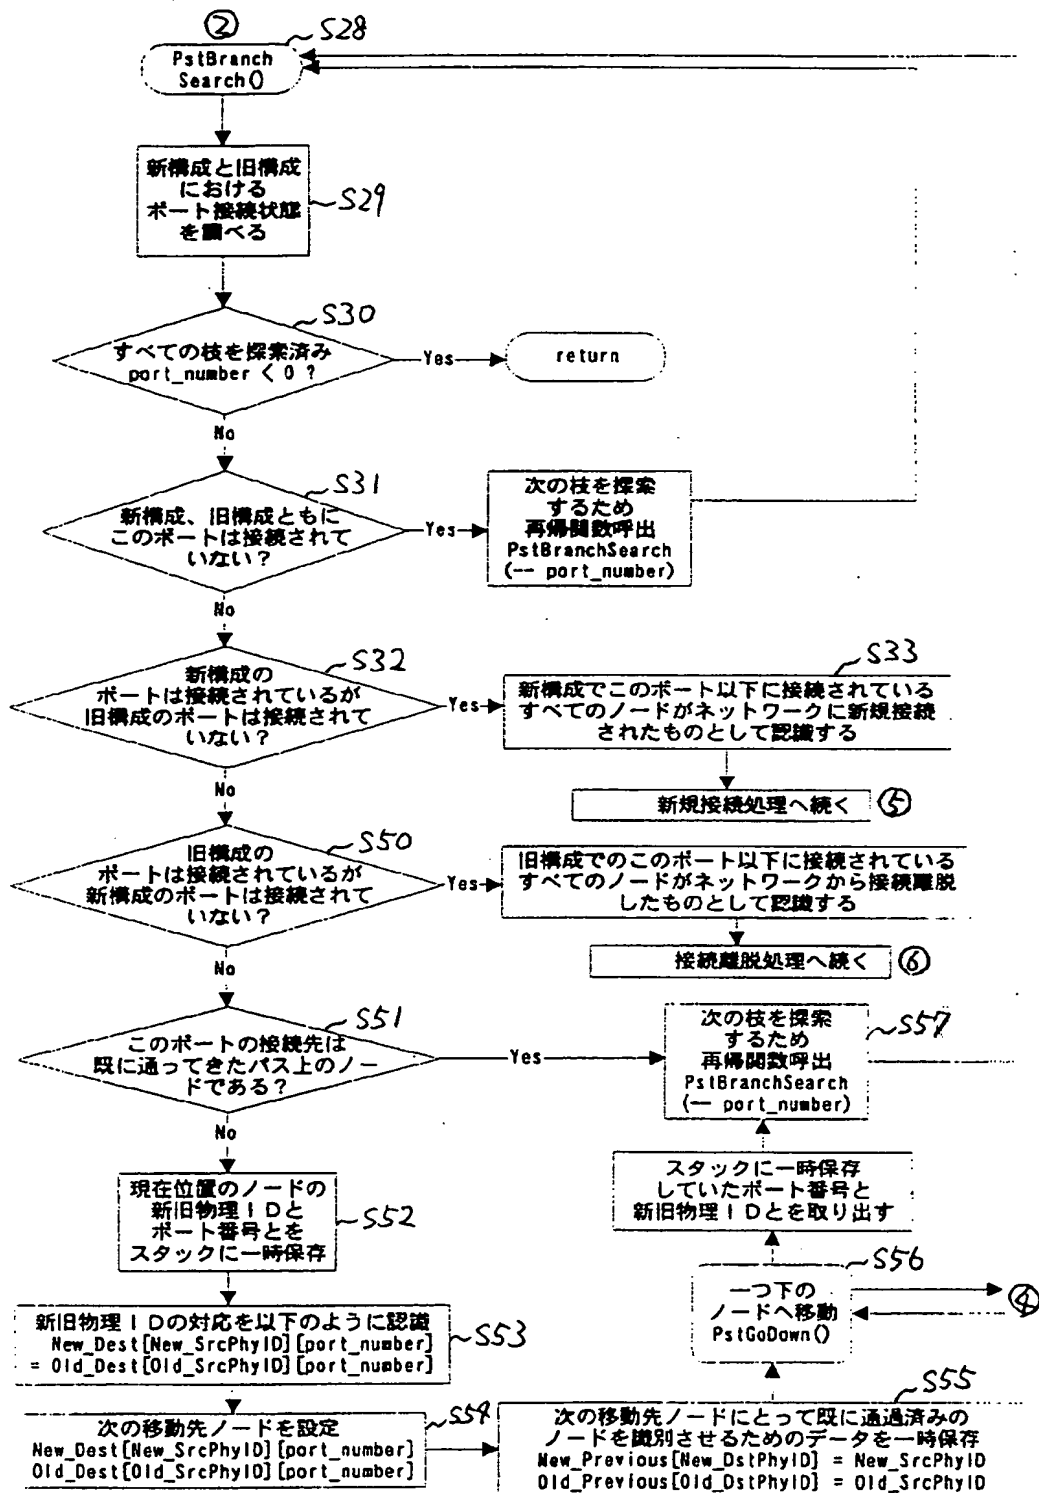 ②
S28
PstBranch
Search()
新構成と旧構成
における
ポート接続状態
を調べる
S29
S30
すべての枝を探索済み
port_number < 0 ?
Yes
return
No
S31
新構成、旧構成ともに
このポートは接続されて
いない?
Yes
次の枝を探索
するため
再帰関数呼出
PstBranchSearch
(-- port_number)
No
S32
新構成の
ポートは接続されているが
旧構成のポートは接続されて
いない?
Yes
S33
新構成でこのポート以下に接続されている
すべてのノードがネットワークに新規接続
されたものとして認識する
新規接続処理へ続く
⑤
No
S50
旧構成の
ポートは接続されているが
新構成のポートは接続されて
いない?
Yes
旧構成でのこのポート以下に接続されている
すべてのノードがネットワークから接続離脱
したものとして認識する
接続離脱処理へ続く
⑥
No
S51
このポートの接続先は
既に通ってきたパス上のノー
ドである?
Yes
次の枝を探索
するため
再帰関数呼出
PstBranchSearch
(-- port_number)
S57
No
現在位置のノードの
新旧物理IDと
ポート番号とを
スタックに一時保存
S52
スタックに一時保存
していたポート番号と
新旧物理IDとを取り出す
S56
一つ下の
ノードへ移動
PstGoDown()
④
新旧物理IDの対応を以下のように認識
New_Dest[New_SrcPhyID][port_number]
= Old_Dest[Old_SrcPhyID][port_number]
S53
次の移動先ノードを設定
New_Dest[New_SrcPhyID][port_number]
Old_Dest[Old_SrcPhyID][port_number]
S54
S55
次の移動先ノードにとって既に通過済みの
ノードを識別させるためのデータを一時保存
New_Previous[New_DstPhyID] = New_SrcPhyID
Old_Previous[Old_DstPhyID] = Old_SrcPhyID